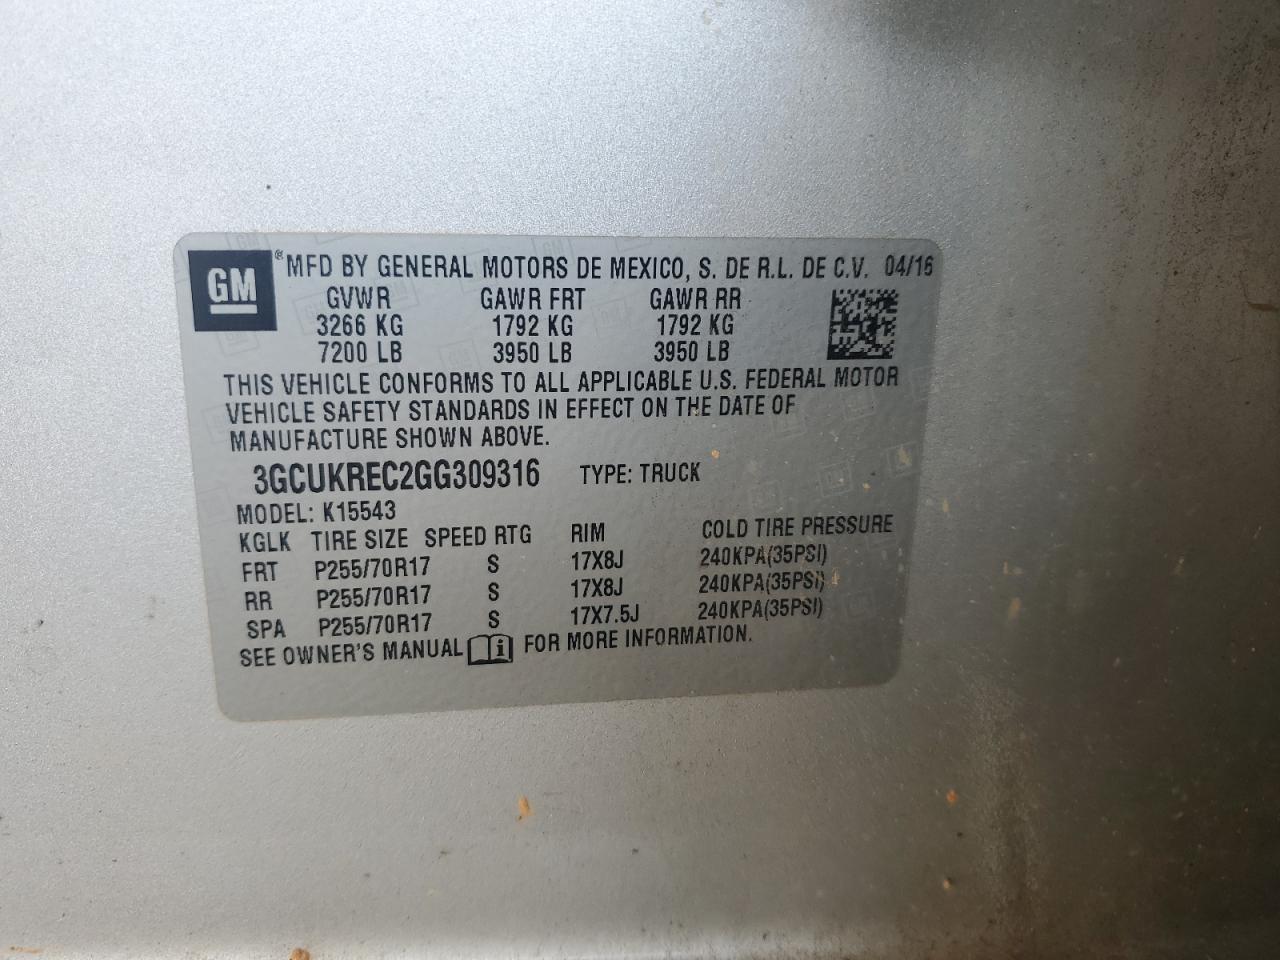 GM ® MFD BY GENERAL MOTORS DE MEXICO, S. DE R.L. DE C.V. 04/16
GVWR GAWR FRT GAWR RR
3266 KG 1792 KG 1792 KG
7200 LB 3950 LB 3950 LB
THIS VEHICLE CONFORMS TO ALL APPLICABLE U.S. FEDERAL MOTOR
VEHICLE SAFETY STANDARDS IN EFFECT ON THE DATE OF
MANUFACTURE SHOWN ABOVE.
3GCUKREC2GG309316 TYPE: TRUCK
MODEL: K15543
KGLK TIRE SIZE SPEED RTG RIM COLD TIRE PRESSURE
FRT P255/70R17 S 17X8J 240KPA(35PSI)
RR P255/70R17 S 17X8J 240KPA(35PSI)
SPA P255/70R17 S 17X7.5J 240KPA(35PSI)
SEE OWNER'S MANUAL i FOR MORE INFORMATION.